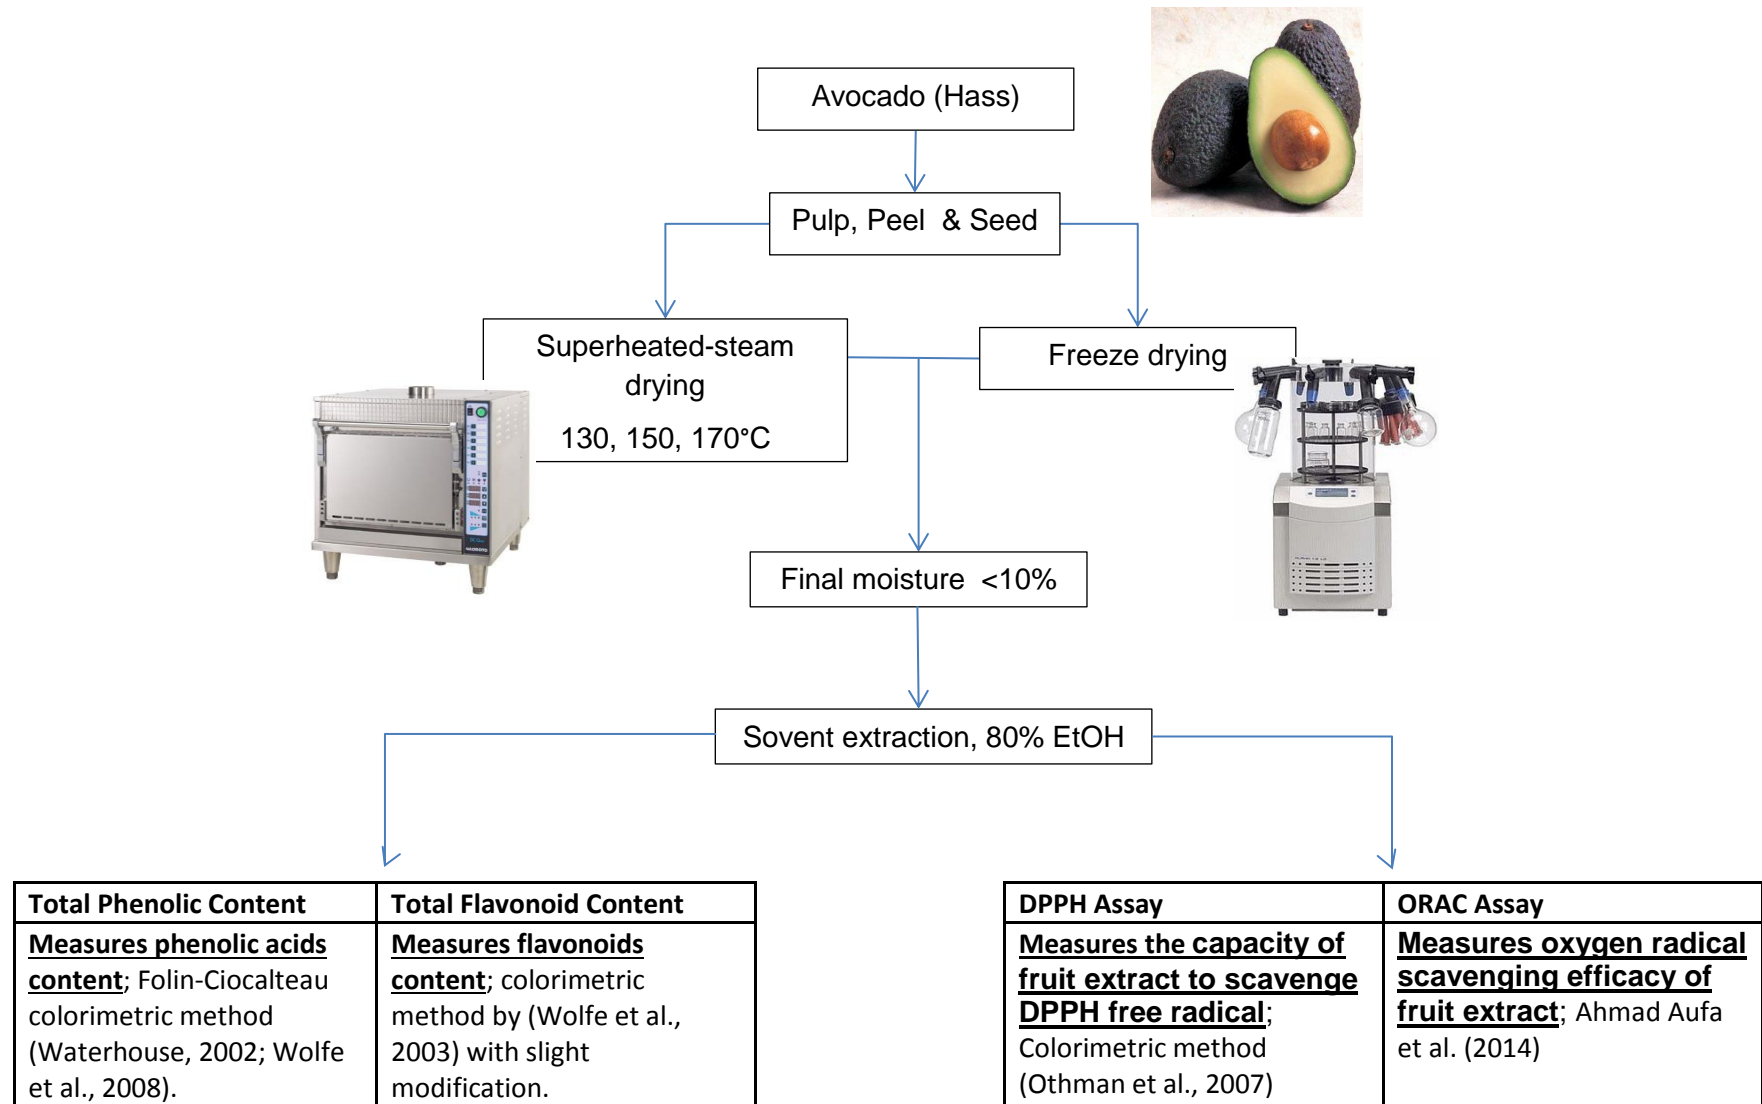 Avocado (Hass)
Pulp, Peel & Seed
Superheated-steam
drying
130, 150, 170°C
Freeze drying
Final moisture <10%
Sovent extraction, 80% EtOH
Total Phenolic Content
Measures phenolic acids
content; Folin-Ciocalteau
colorimetric method
(Waterhouse, 2002; Wolfe
et al., 2008).
Total Flavonoid Content
Measures flavonoids
content; colorimetric
method by (Wolfe et al.,
2003) with slight
modification.
DPPH Assay
Measures the capacity of
fruit extract to scavenge
DPPH free radical;
Colorimetric method
(Othman et al., 2007)
ORAC Assay
Measures oxygen radical
scavenging efficacy of
fruit extract; Ahmad Aufa
et al. (2014)